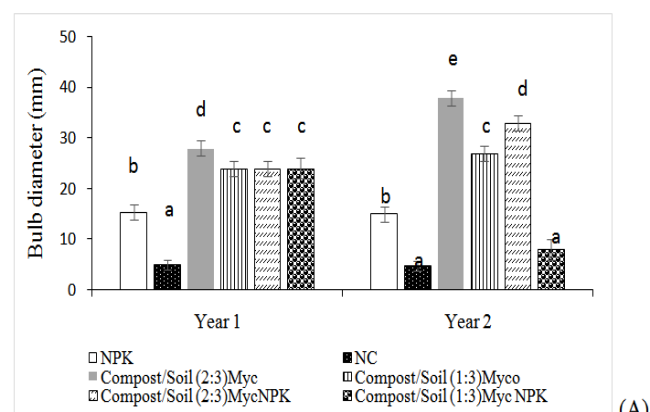 50
40
30
20
10
0
Bulb diameter (mm)
b a d c c c
b a e c d a
Year 1 Year 2
NPK NC
Compost/Soil (2:3)Myc Compost/Soil (1:3)Myco
Compost/Soil (2:3)MycNPK Compost/Soil (1:3)Myc NPK
(A)